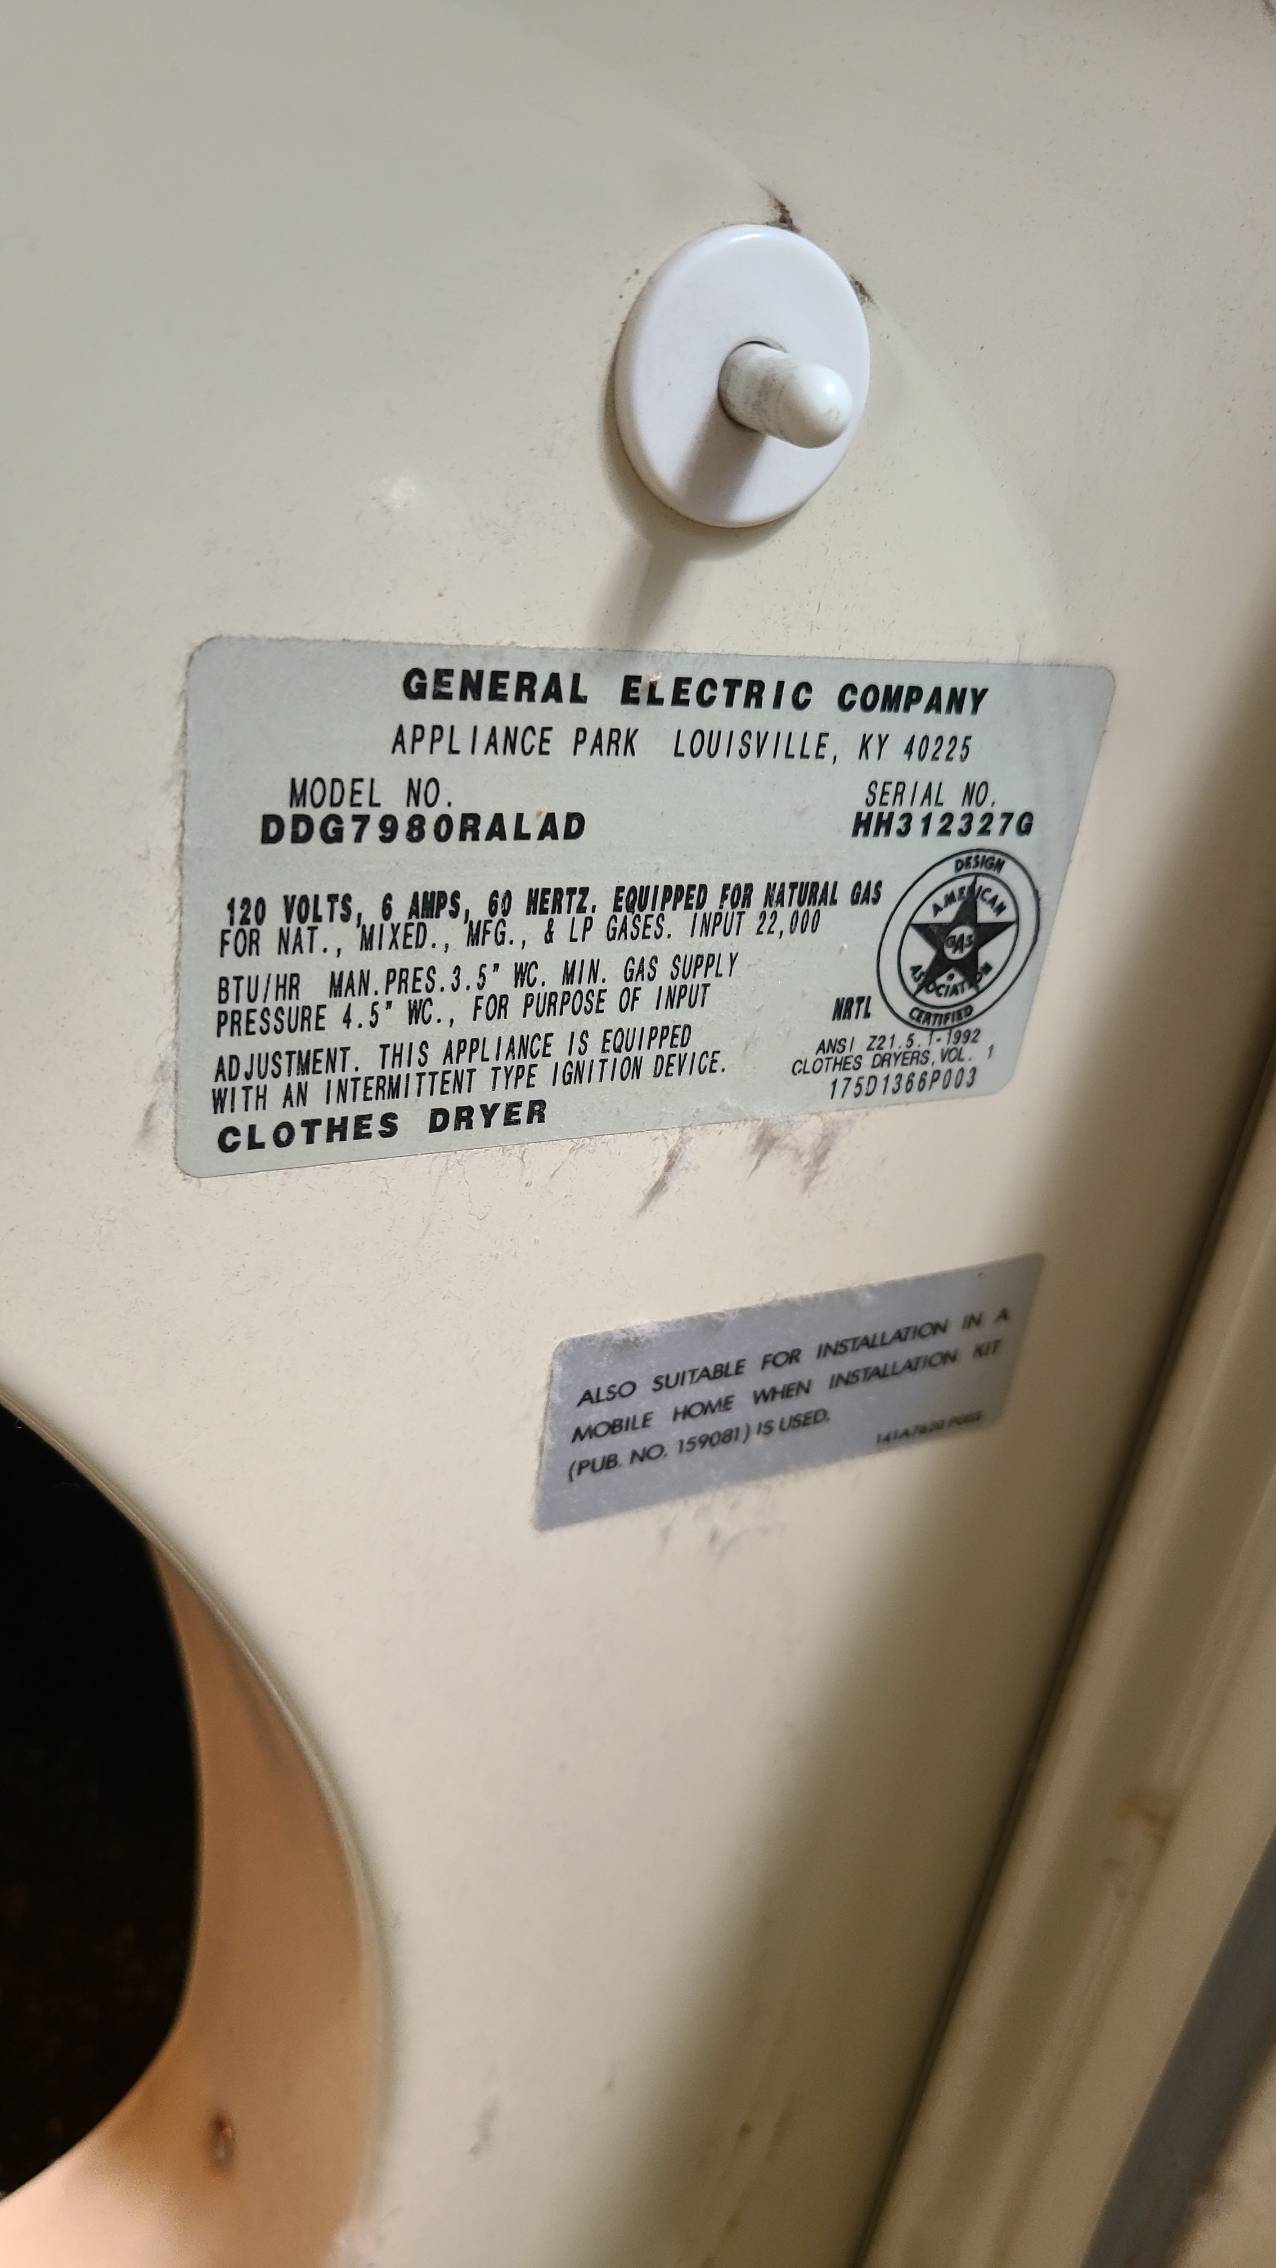 GENERAL ELECTRIC COMPANY
APPLIANCE PARK LOUISVILLE, KY 40225
MODEL NO. SERIAL NO.
DDG7980RALAD HH312327G
120 VOLTS, 6 AMPS, 60 HERTZ. EQUIPPED FOR NATURAL GAS
FOR NAT., MIXED., MFG., & LP GASES. INPUT 22,000
BTU/HR MAN.PRES.3.5" WC. MIN. GAS SUPPLY
PRESSURE 4.5" WC., FOR PURPOSE OF INPUT
ADJUSTMENT. THIS APPLIANCE IS EQUIPPED
WITH AN INTERMITTENT TYPE IGNITION DEVICE.
CLOTHES DRYER
DESIGN
AMERICAN
GAS
ASSOCIATION
CERTIFIED
NRTL
ANSI Z21.5.1-1992
CLOTHES DRYERS, VOL. 1
175D1366P003
ALSO SUITABLE FOR INSTALLATION IN A
MOBILE HOME WHEN INSTALLATION KIT
(PUB. NO. 159081) IS USED.